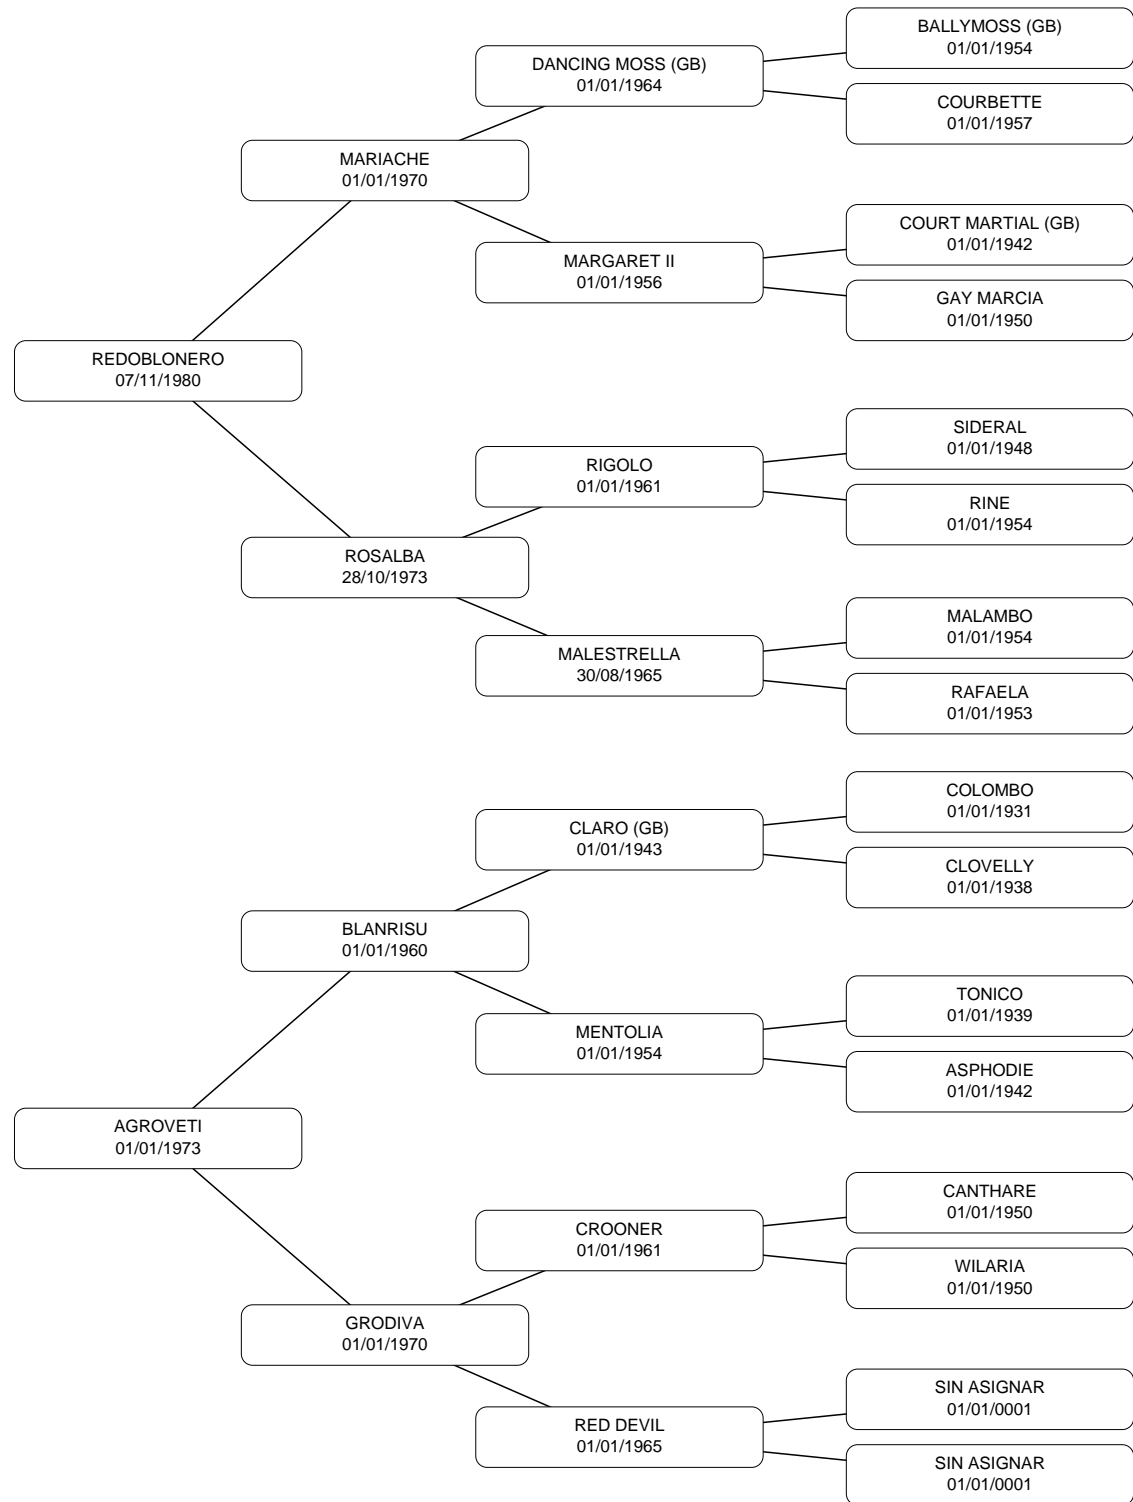 BALLYMOSS (GB)
01/01/1954
DANCING MOSS (GB)
01/01/1964
COURBETTE
01/01/1957
MARIACHE
01/01/1970
COURT MARTIAL (GB)
01/01/1942
MARGARET II
01/01/1956
GAY MARCIA
01/01/1950
REDOBLONERO
07/11/1980
SIDERAL
01/01/1948
RIGOLO
01/01/1961
RINE
01/01/1954
ROSALBA
28/10/1973
MALAMBO
01/01/1954
MALESTRELLA
30/08/1965
RAFAELA
01/01/1953
COLOMBO
01/01/1931
CLARO (GB)
01/01/1943
CLOVELLY
01/01/1938
BLANRISU
01/01/1960
TONICO
01/01/1939
MENTOLIA
01/01/1954
ASPHODIE
01/01/1942
AGROVETI
01/01/1973
CANTHARE
01/01/1950
CROONER
01/01/1961
WILARIA
01/01/1950
GRODIVA
01/01/1970
SIN ASIGNAR
01/01/0001
RED DEVIL
01/01/1965
SIN ASIGNAR
01/01/0001